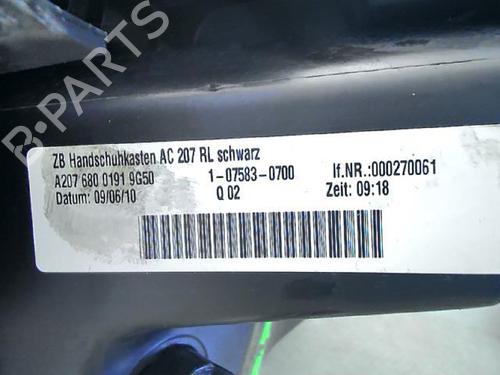 B-PARTS
ZB Handschuhkasten AC 207 RL schwarz
A207 680 0191 9G50 1-07583-0700 lf.NR.:000270061
Datum: 09/06/10 Q 02 Zeit: 09:18